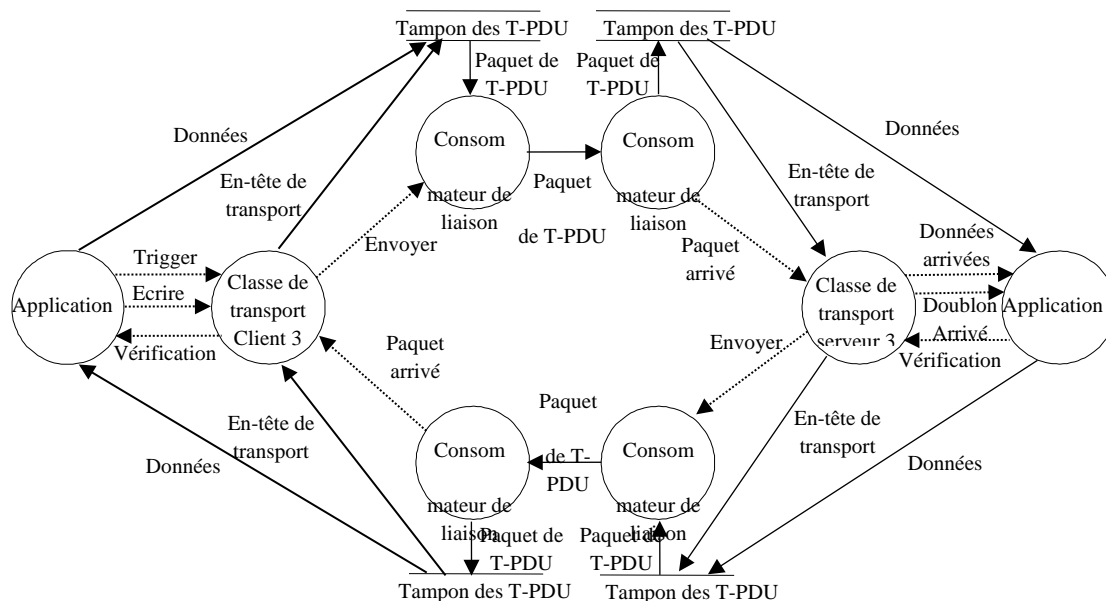 Tampon des T-PDU
Tampon des T-PDU
Paquet de
T-PDU
Paquet de
T-PDU
Données
Consom
mateur de
liaison
Consom
mateur de
liaison
Données
En-tête de
transport
Paquet
de T-PDU
En-tête de
transport
Envoyer
Paquet
arrivé
Trigger
Ecrire
Vérification
Application
Classe de
transport
Client 3
Classe de
transport
serveur 3
Données
arrivées
Doublon
Arrivé
Vérification
Application
Paquet
arrivé
Envoyer
En-tête de
transport
Données
Consom
mateur de
liaison
Paquet
de T-
PDU
Consom
mateur de
liaison
En-tête de
transport
Données
Paquet de
T-PDU
Paquet de
T-PDU
Tampon des T-PDU
Tampon des T-PDU